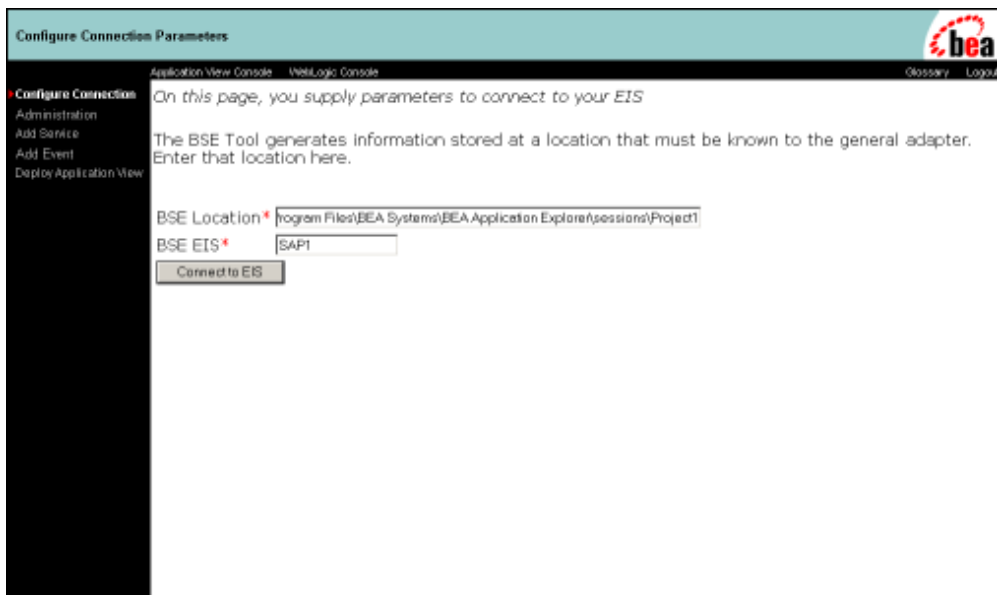 Configure Connection Parameters
bea
Application View Console WebLogic Console Glossary Logout
Configure Connection
Administration
Add Service
Add Event
Deploy Application View
On this page, you supply parameters to connect to your EIS
The BSE Tool generates information stored at a location that must be known to the general adapter.
Enter that location here.
BSE Location* rogram Files\BEA Systems\BEA Application Explorer\sessions\Project1
BSE EIS* SAP1
Connect to EIS